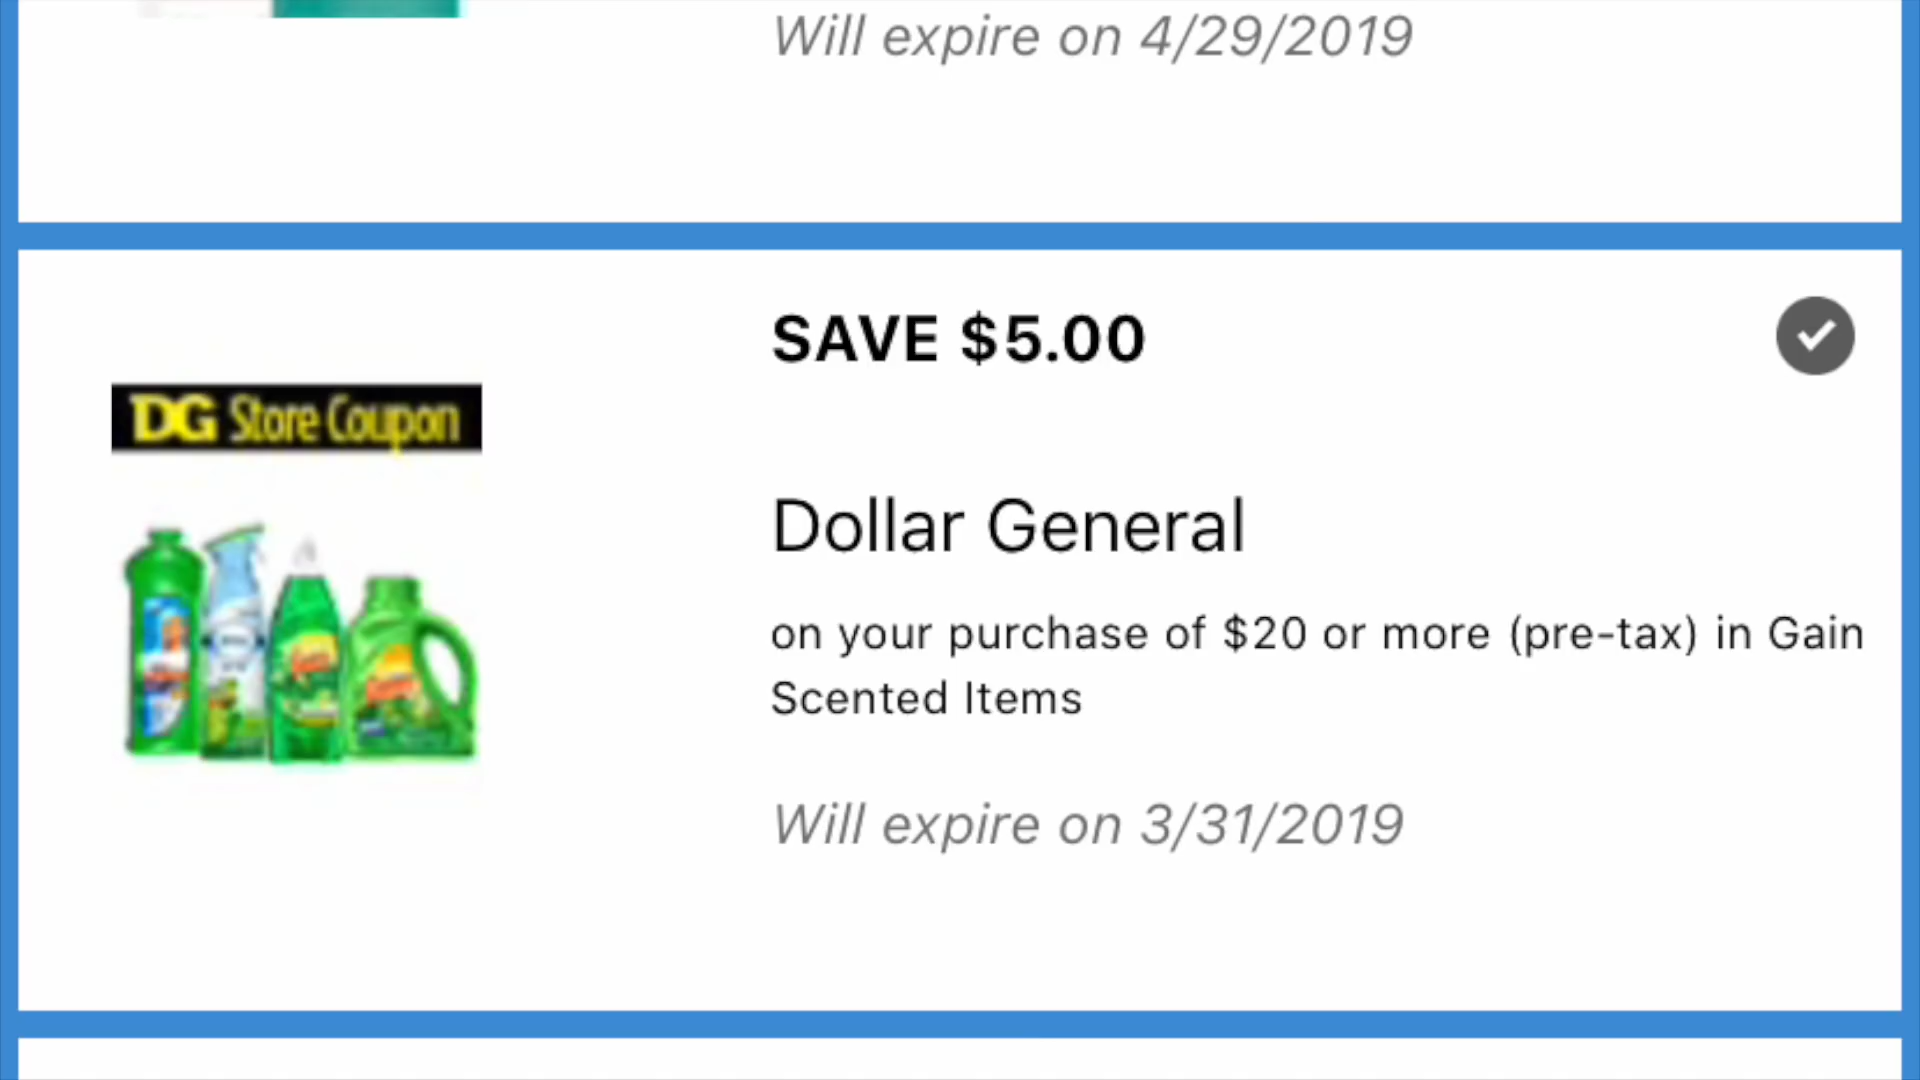 Will expire on 4/29/2019
SAVE $5.00
DG Store Coupon
Dollar General
on your purchase of $20 or more (pre-tax) in Gain
Scented Items
Will expire on 3/31/2019